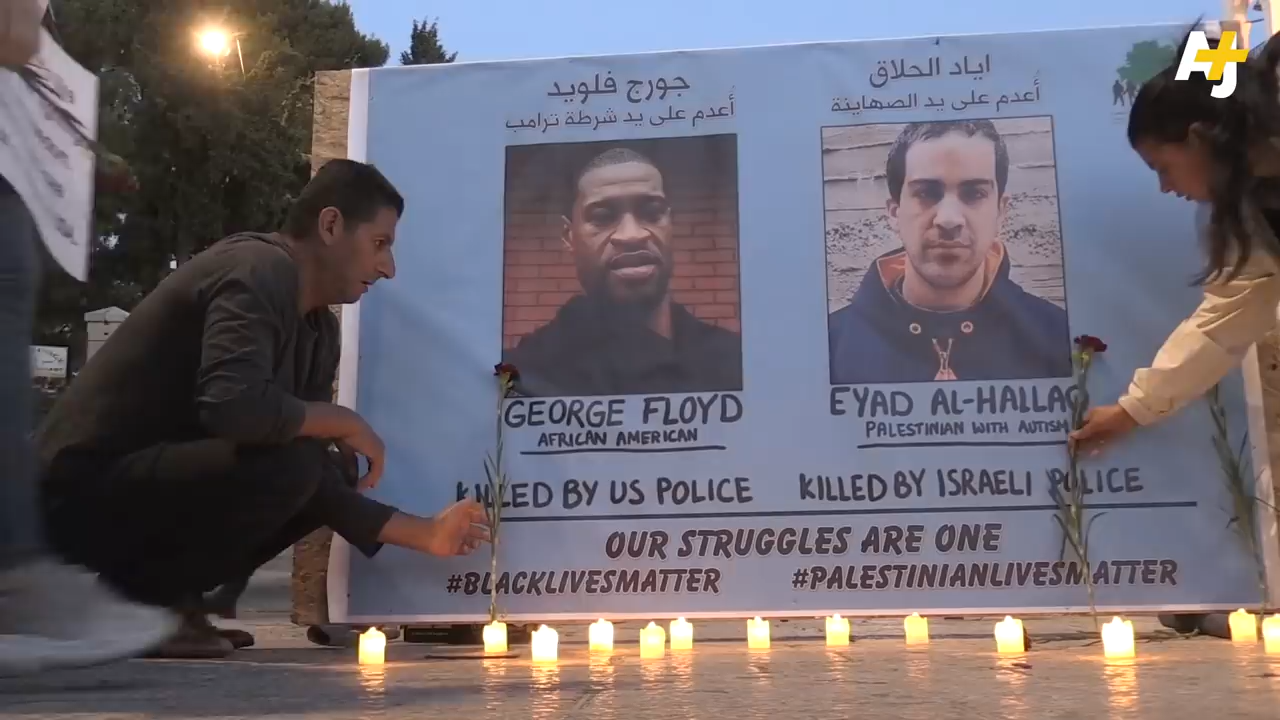 جورج فلويد
أعدم على يد شرطة ترامب
اياد الحلاق
أعدم على يد الصهاينة
GEORGE FLOYD
AFRICAN AMERICAN
KILLED BY US POLICE
EYAD AL-HALLAQ
PALESTINIAN WITH AUTISM
KILLED BY ISRAELI POLICE
OUR STRUGGLES ARE ONE
#BLACKLIVESMATTER
#PALESTINIANLIVESMATTER
AJ+